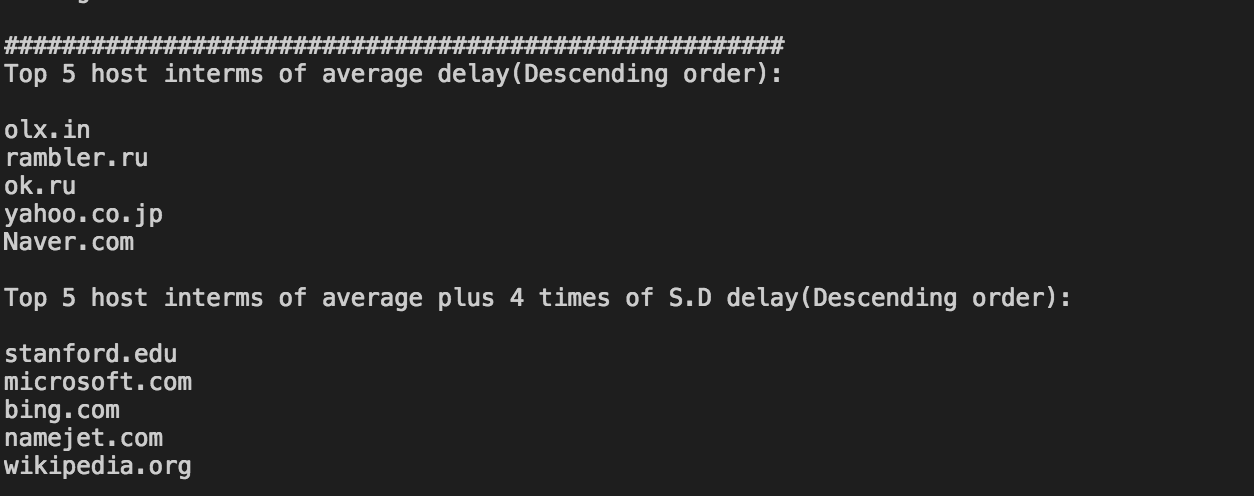 ######################################################
Top 5 host interms of average delay(Descending order):
olx.in
rambler.ru
ok.ru
yahoo.co.jp
Naver.com
Top 5 host interms of average plus 4 times of S.D delay(Descending order):
stanford.edu
microsoft.com
bing.com
namejet.com
wikipedia.org